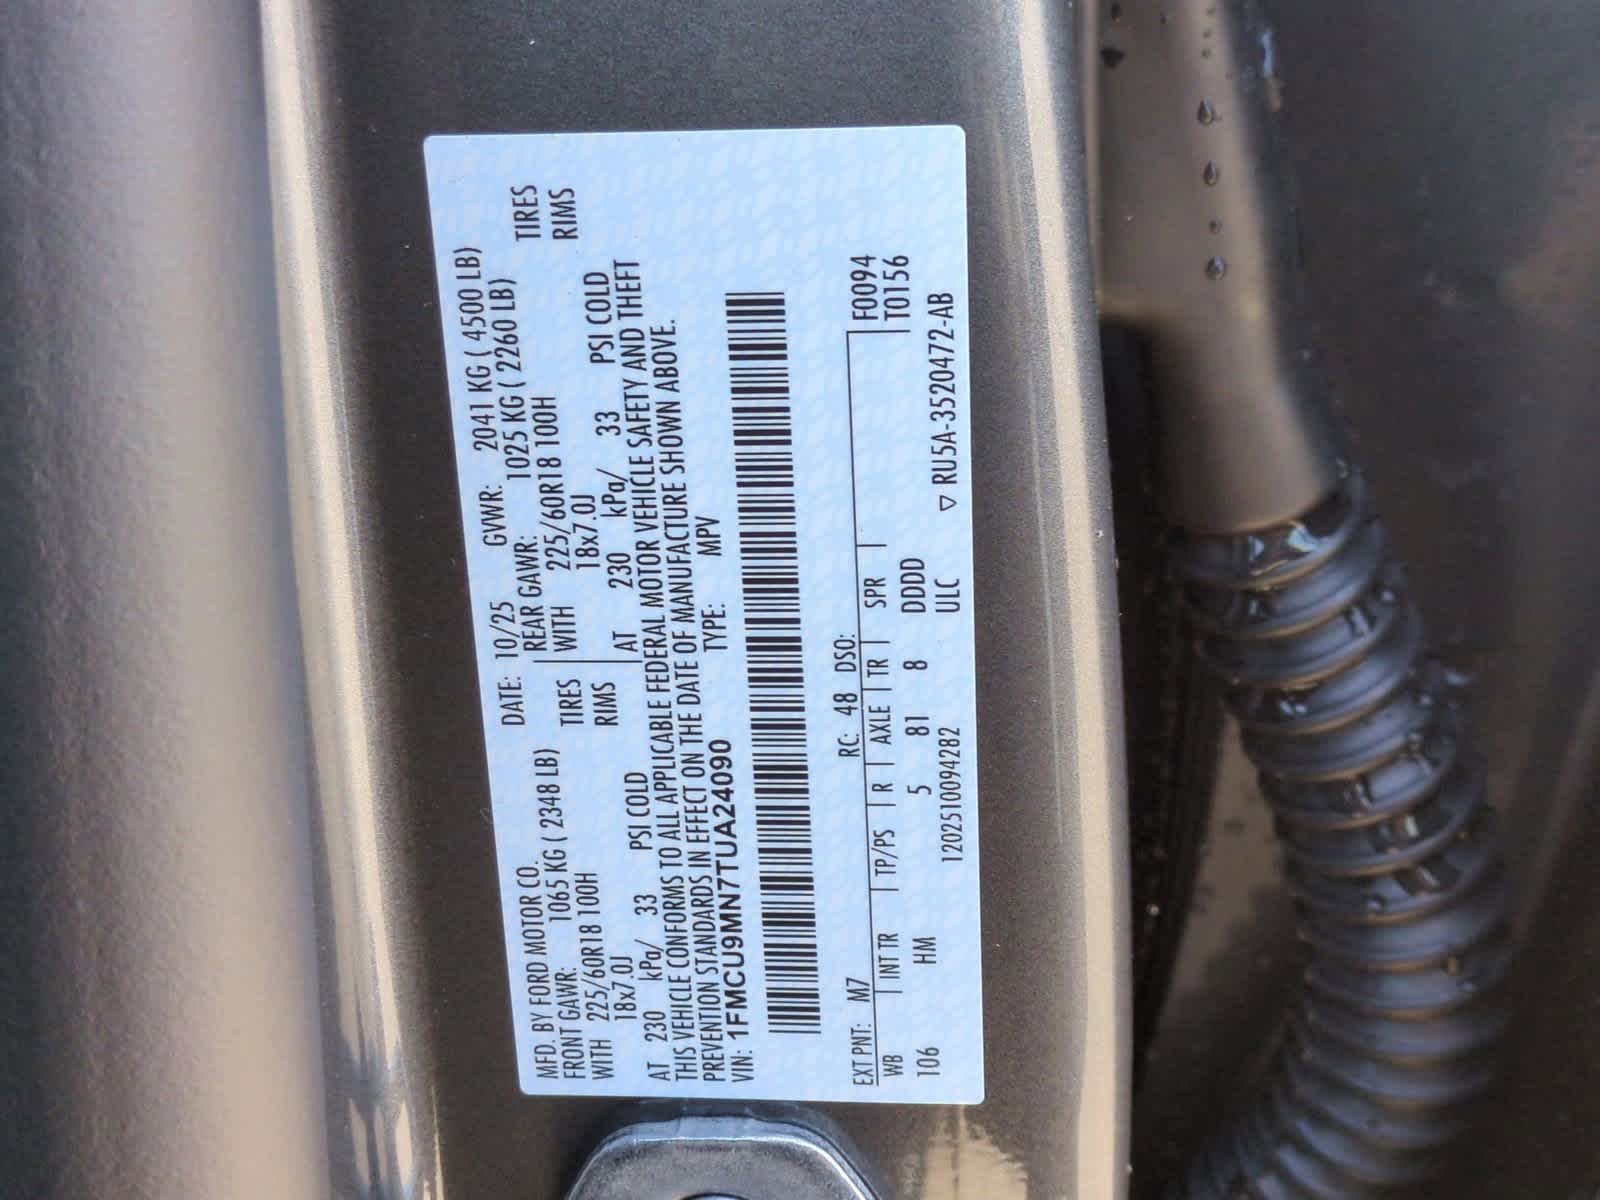 MFD. BY FORD MOTOR CO.
DATE: 10/25 GVWR: 2041 KG ( 4500 LB)
FRONT GAWR: 1065 KG ( 2348 LB) REAR GAWR: 1025 KG ( 2260 LB)
WITH 225/60R18 100H TIRES WITH 225/60R18 100H TIRES
18x7.0J RIMS 18x7.0J RIMS
AT 230 kPa/ 33 PSI COLD AT 230 kPa/ 33 PSI COLD
THIS VEHICLE CONFORMS TO ALL APPLICABLE FEDERAL MOTOR VEHICLE SAFETY AND THEFT
PREVENTION STANDARDS IN EFFECT ON THE DATE OF MANUFACTURE SHOWN ABOVE.
VIN: 1FMCU9MN7TUA24090 TYPE: MPV
EXT PNT: M7 RC: 48 DSO: F0094
WB INT TR TP/PS R AXLE TR SPR T0156
106 HM 5 81 8 DDDD
120251009428​2 ULC ▽ RU5A-3520472-AB